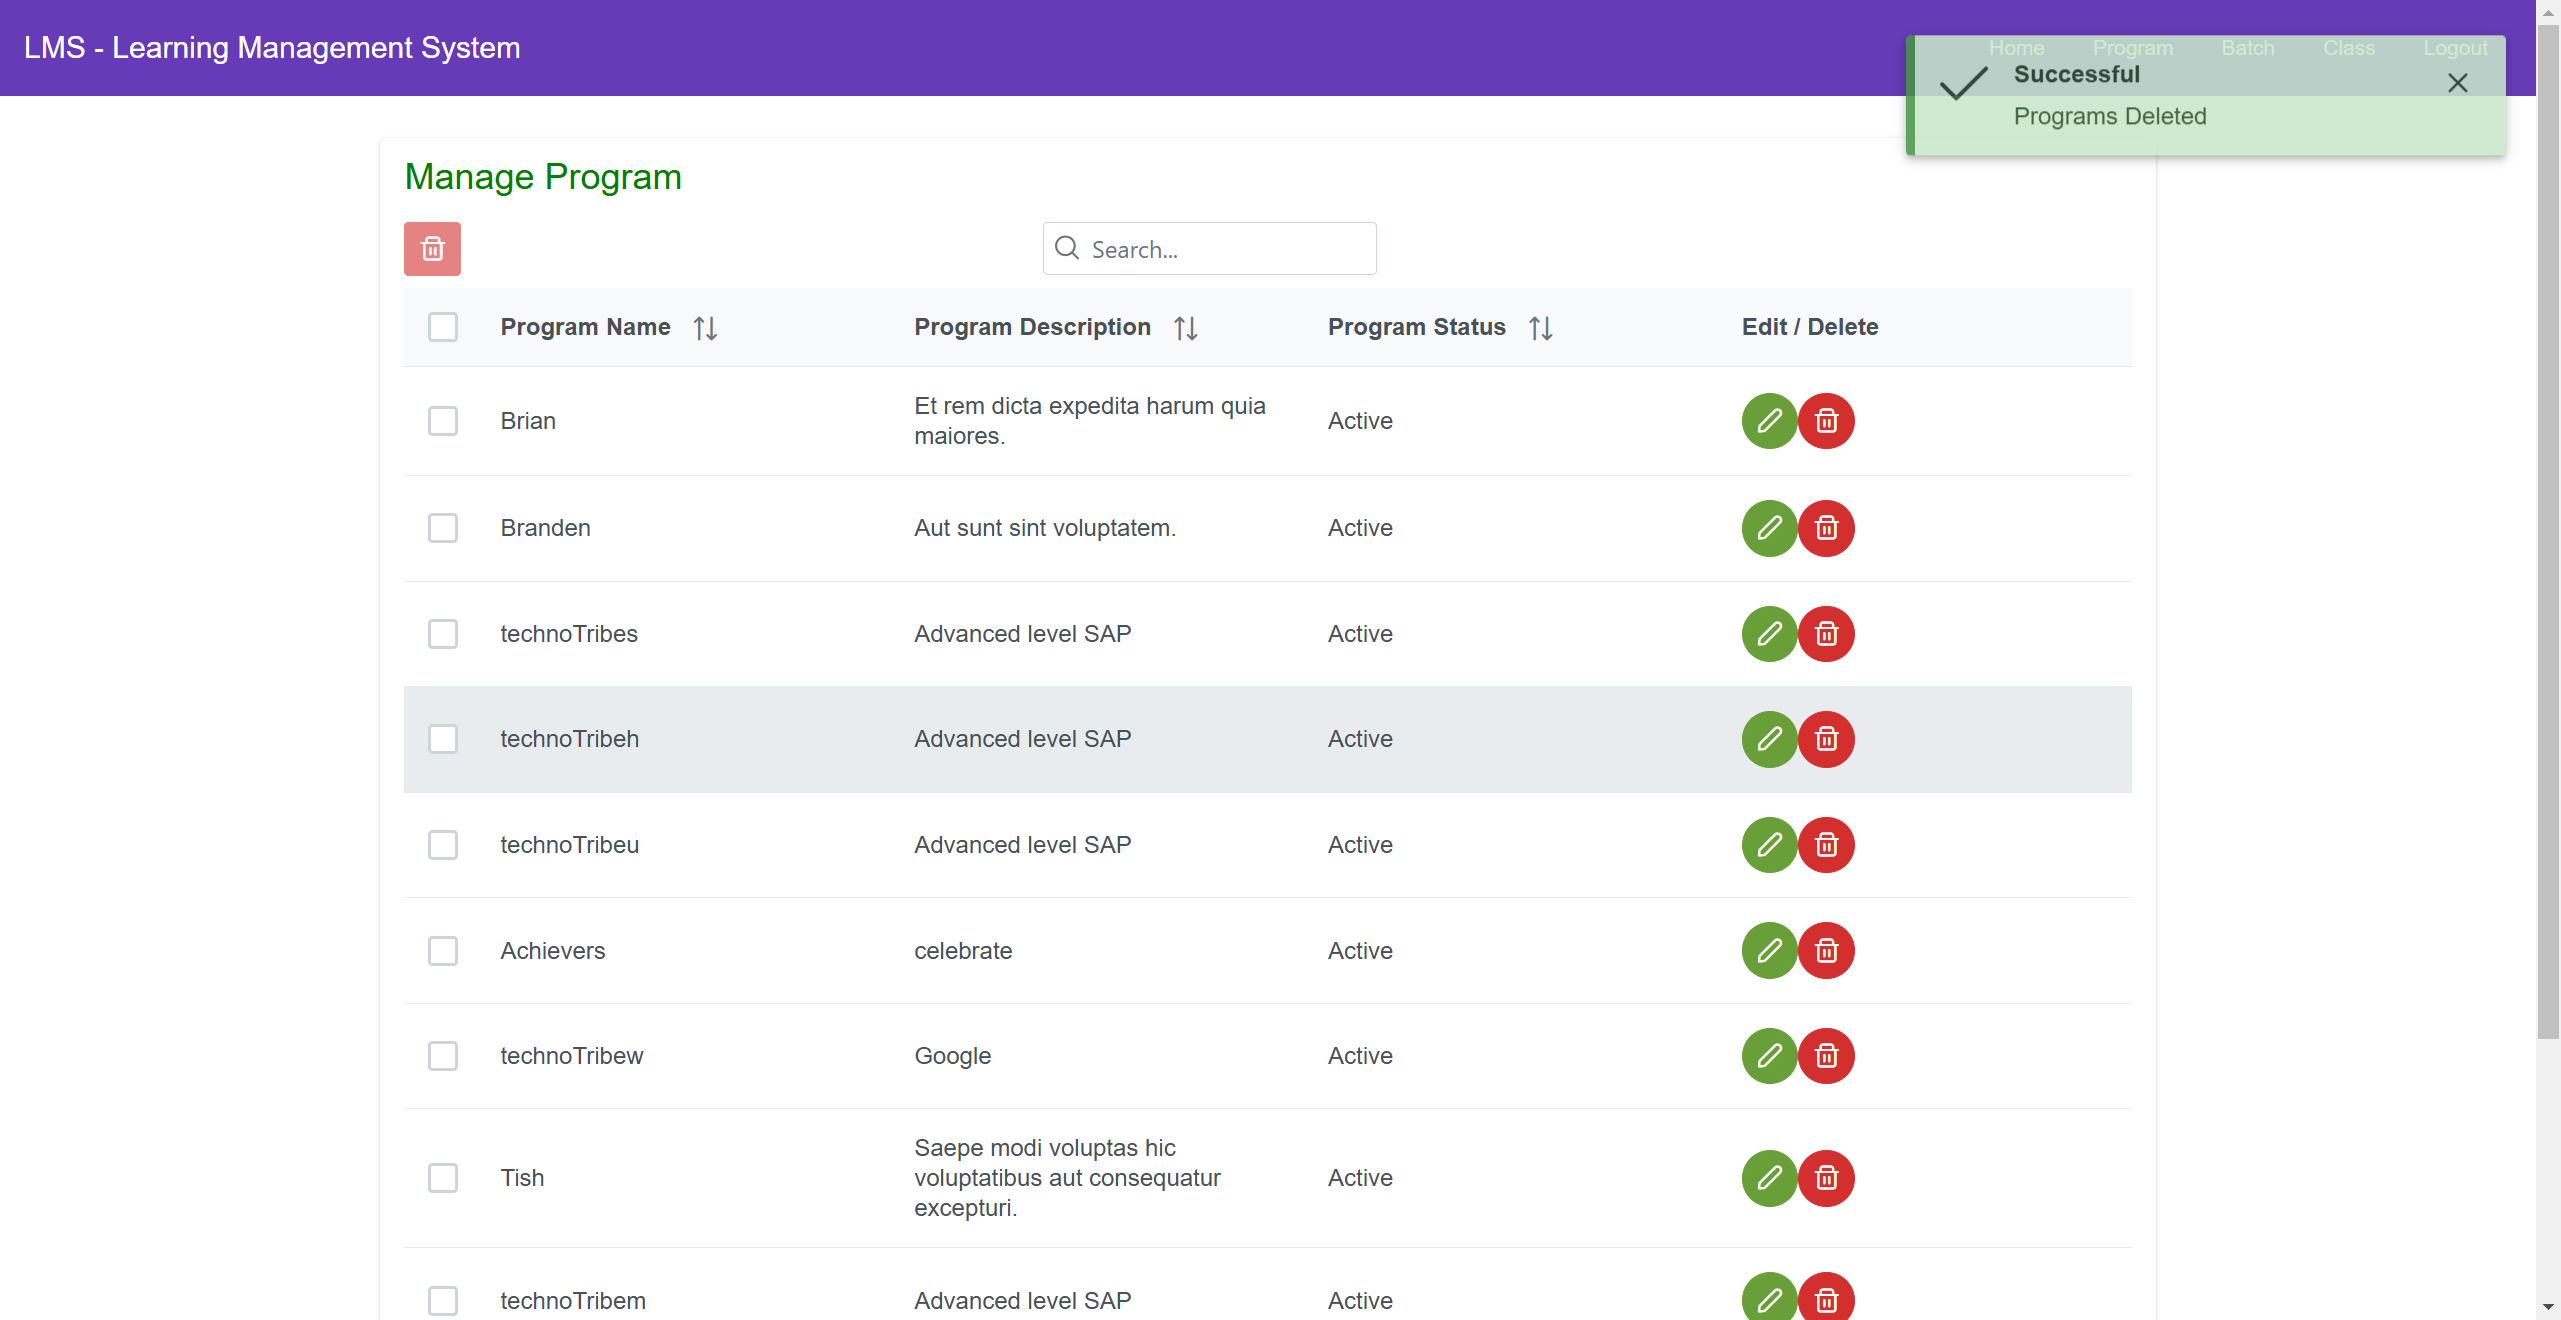 LMS - Learning Management System
Home Program Batch Class Logout
Successful
Programs Deleted
Manage Program
Search...
Program Name Program Description Program Status Edit / Delete
Brian Et rem dicta expedita harum quia maiores. Active
Branden Aut sunt sint voluptatem. Active
technoTribes Advanced level SAP Active
technoTribeh Advanced level SAP Active
technoTribeu Advanced level SAP Active
Achievers celebrate Active
technoTribew Google Active
Tish Saepe modi voluptas hic voluptatibus aut consequatur excepturi. Active
technoTribem Advanced level SAP Active